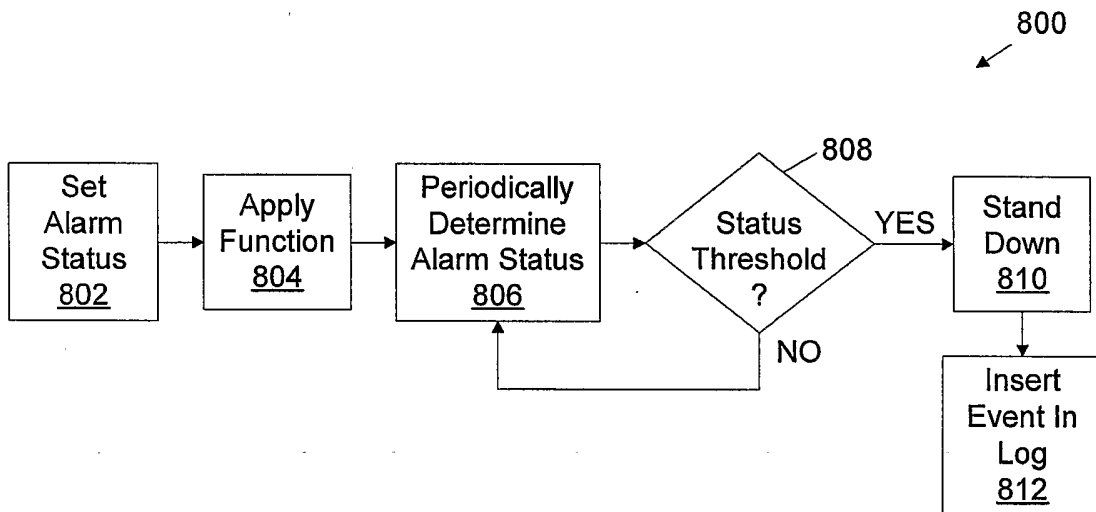 800
Set
Alarm
Status
802
Apply
Function
804
Periodically
Determine
Alarm Status
806
808
Status
Threshold
?
YES
NO
Stand
Down
810
Insert
Event In
Log
812